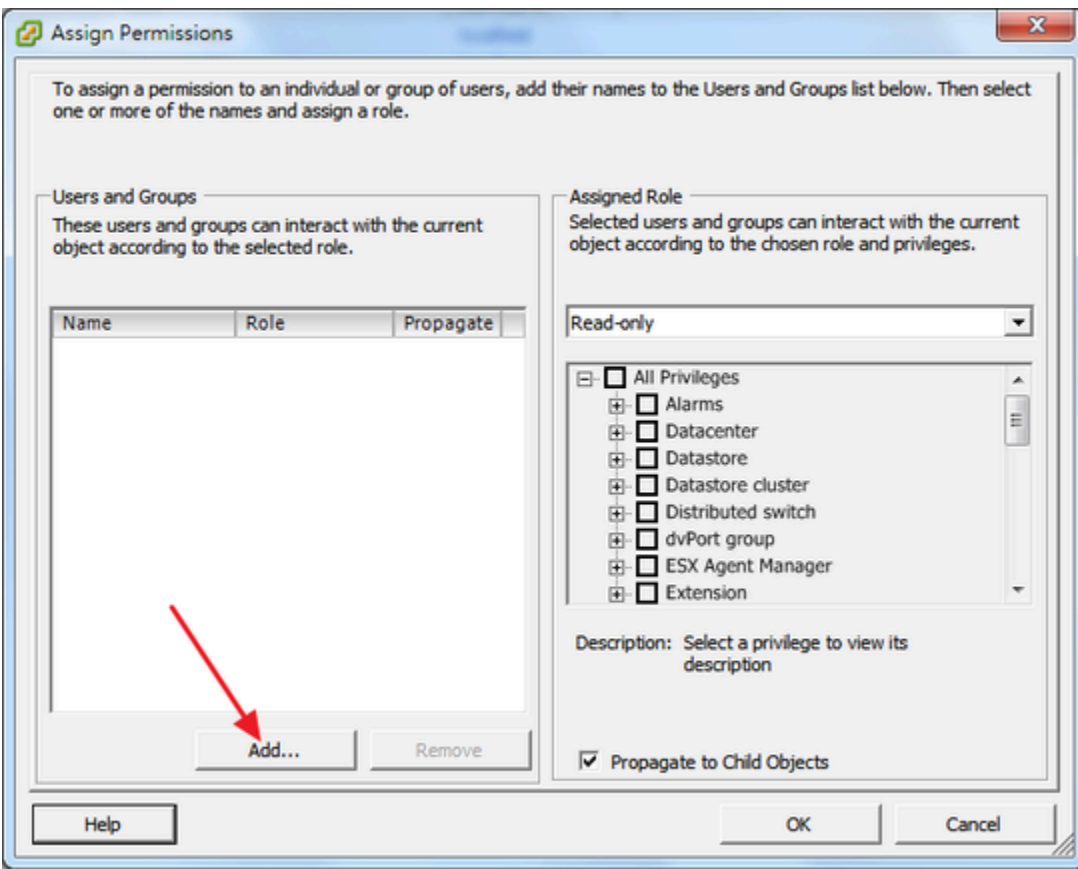 Assign Permissions
To assign a permission to an individual or group of users, add their names to the Users and Groups list below. Then select
one or more of the names and assign a role.
Users and Groups
These users and groups can interact with the current
object according to the selected role.
Name Role Propagate
Add...
Remove
Assigned Role
Selected users and groups can interact with the current
object according to the chosen role and privileges.
Read-only
All Privileges
Alarms
Datacenter
Datastore
Datastore cluster
Distributed switch
dvPort group
ESX Agent Manager
Extension
Description: Select a privilege to view its
description
Propagate to Child Objects
Help
OK
Cancel